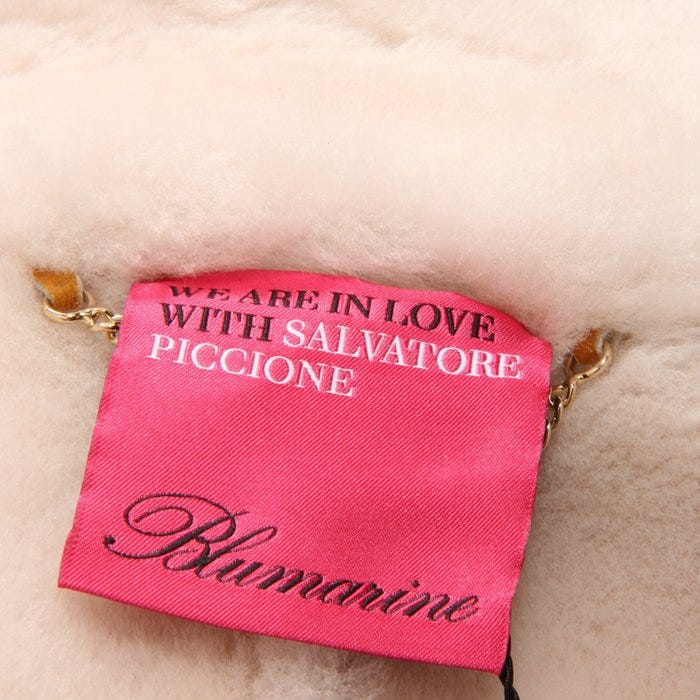 WE ARE IN LOVE
WITH SALVATORE
PICCIONE
Blumarine